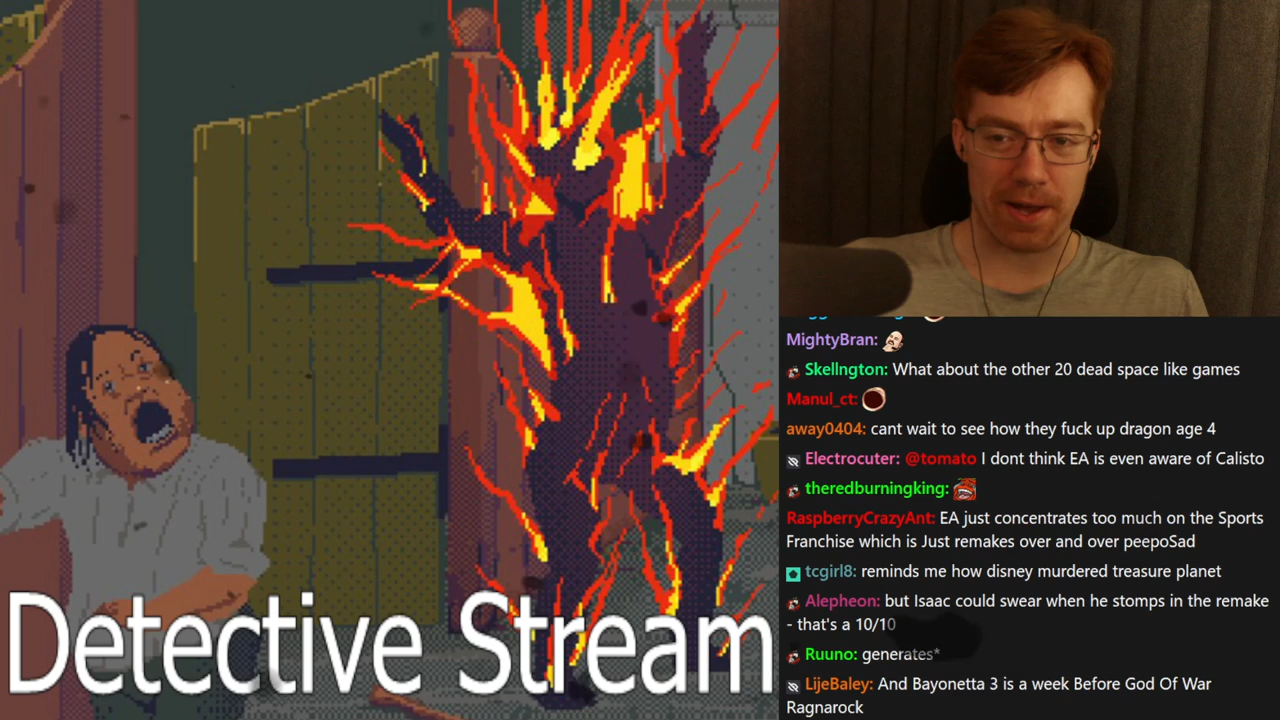 Detective Stream
MightyBran:
Skellngton: What about the other 20 dead space like games
Manul_ct:
away0404: cant wait to see how they fuck up dragon age 4
Electrocuter: @tomato I dont think EA is even aware of Calisto
theredburningking:
RaspberryCrazyAnt: EA just concentrates too much on the Sports
Franchise which is Just remakes over and over peepoSad
tcgirl8: reminds me how disney murdered treasure planet
Alepheon: but Isaac could swear when he stomps in the remake
- that's a 10/10
Ruuno: generates*
LijeBaley: And Bayonetta 3 is a week Before God Of War
Ragnarock